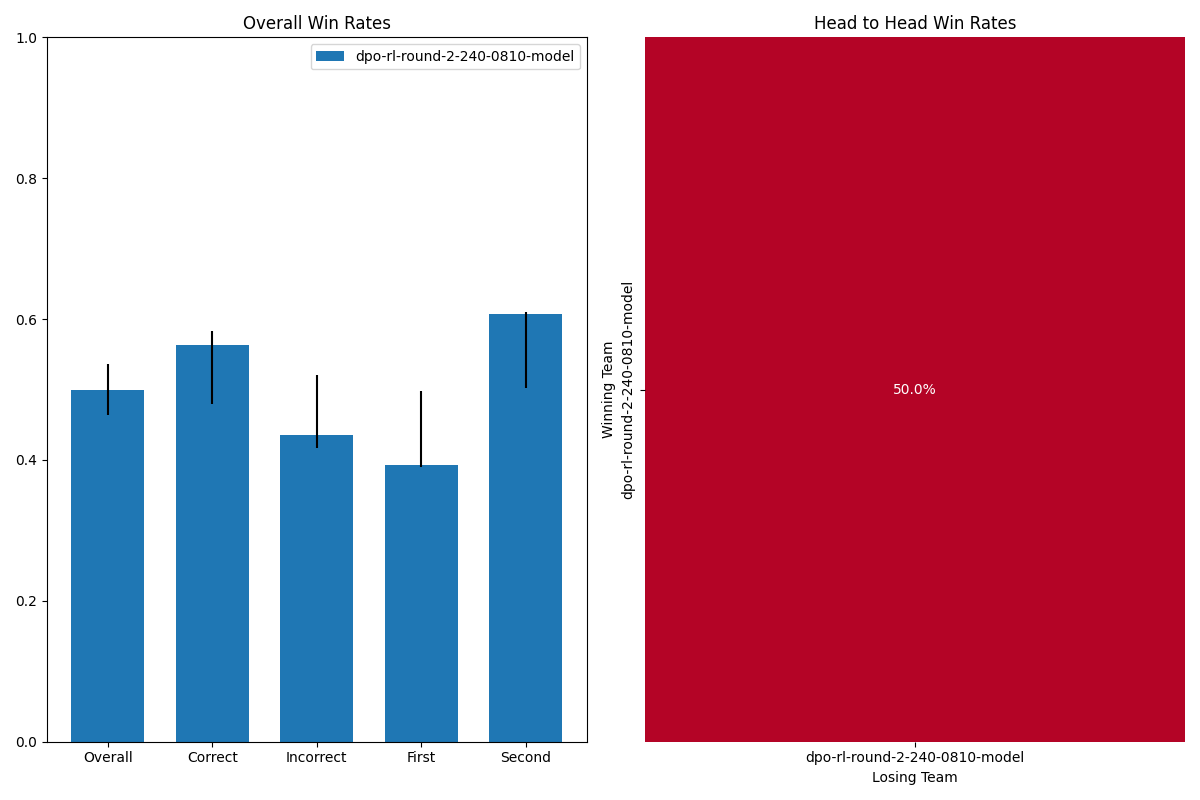 Overall Win Rates
1.0
0.8
0.6
0.4
0.2
0.0
dpo-rl-round-2-240-0810-model
Overall Correct Incorrect First Second
Head to Head Win Rates
Winning Team
dpo-rl-round-2-240-0810-model
50.0%
dpo-rl-round-2-240-0810-model
Losing Team